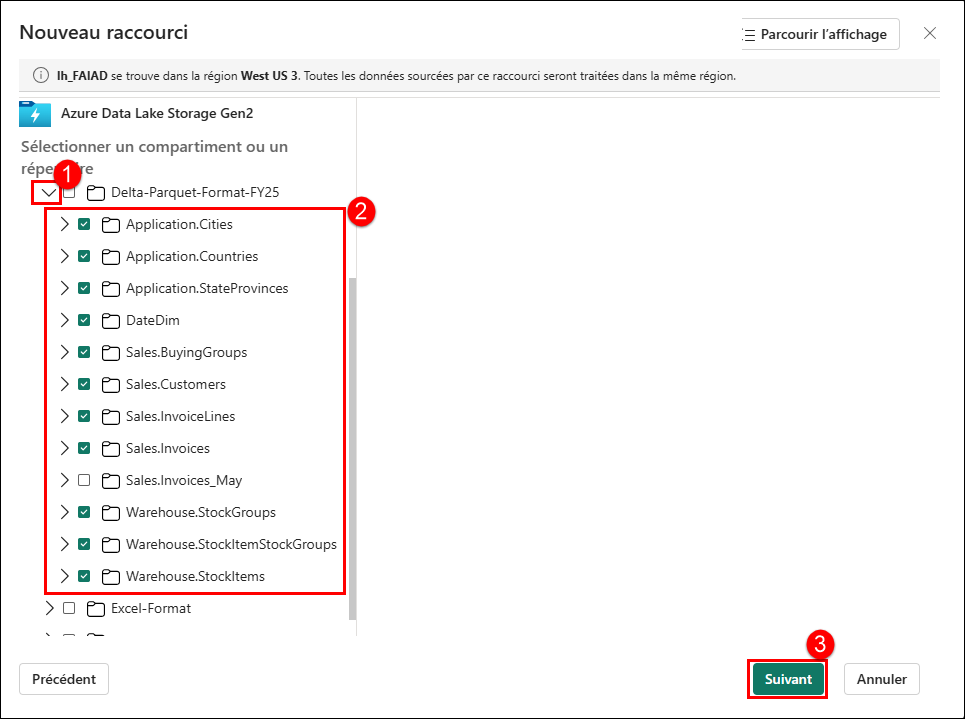 Nouveau raccourci
Parcourir l’affichage
lh_FAIAD se trouve dans la région West US 3. Toutes les données sourcées par ce raccourci seront traitées dans la même région.
Azure Data Lake Storage Gen2
Sélectionner un compartiment ou un
répertoire
1
Delta-Parquet-Format-FY25
2
Application.Cities
Application.Countries
Application.StateProvinces
DateDim
Sales.BuyingGroups
Sales.Customers
Sales.InvoiceLines
Sales.Invoices
Sales.Invoices_May
Warehouse.StockGroups
Warehouse.StockItemStockGroups
Warehouse.StockItems
Excel-Format
3
Précédent
Suivant
Annuler